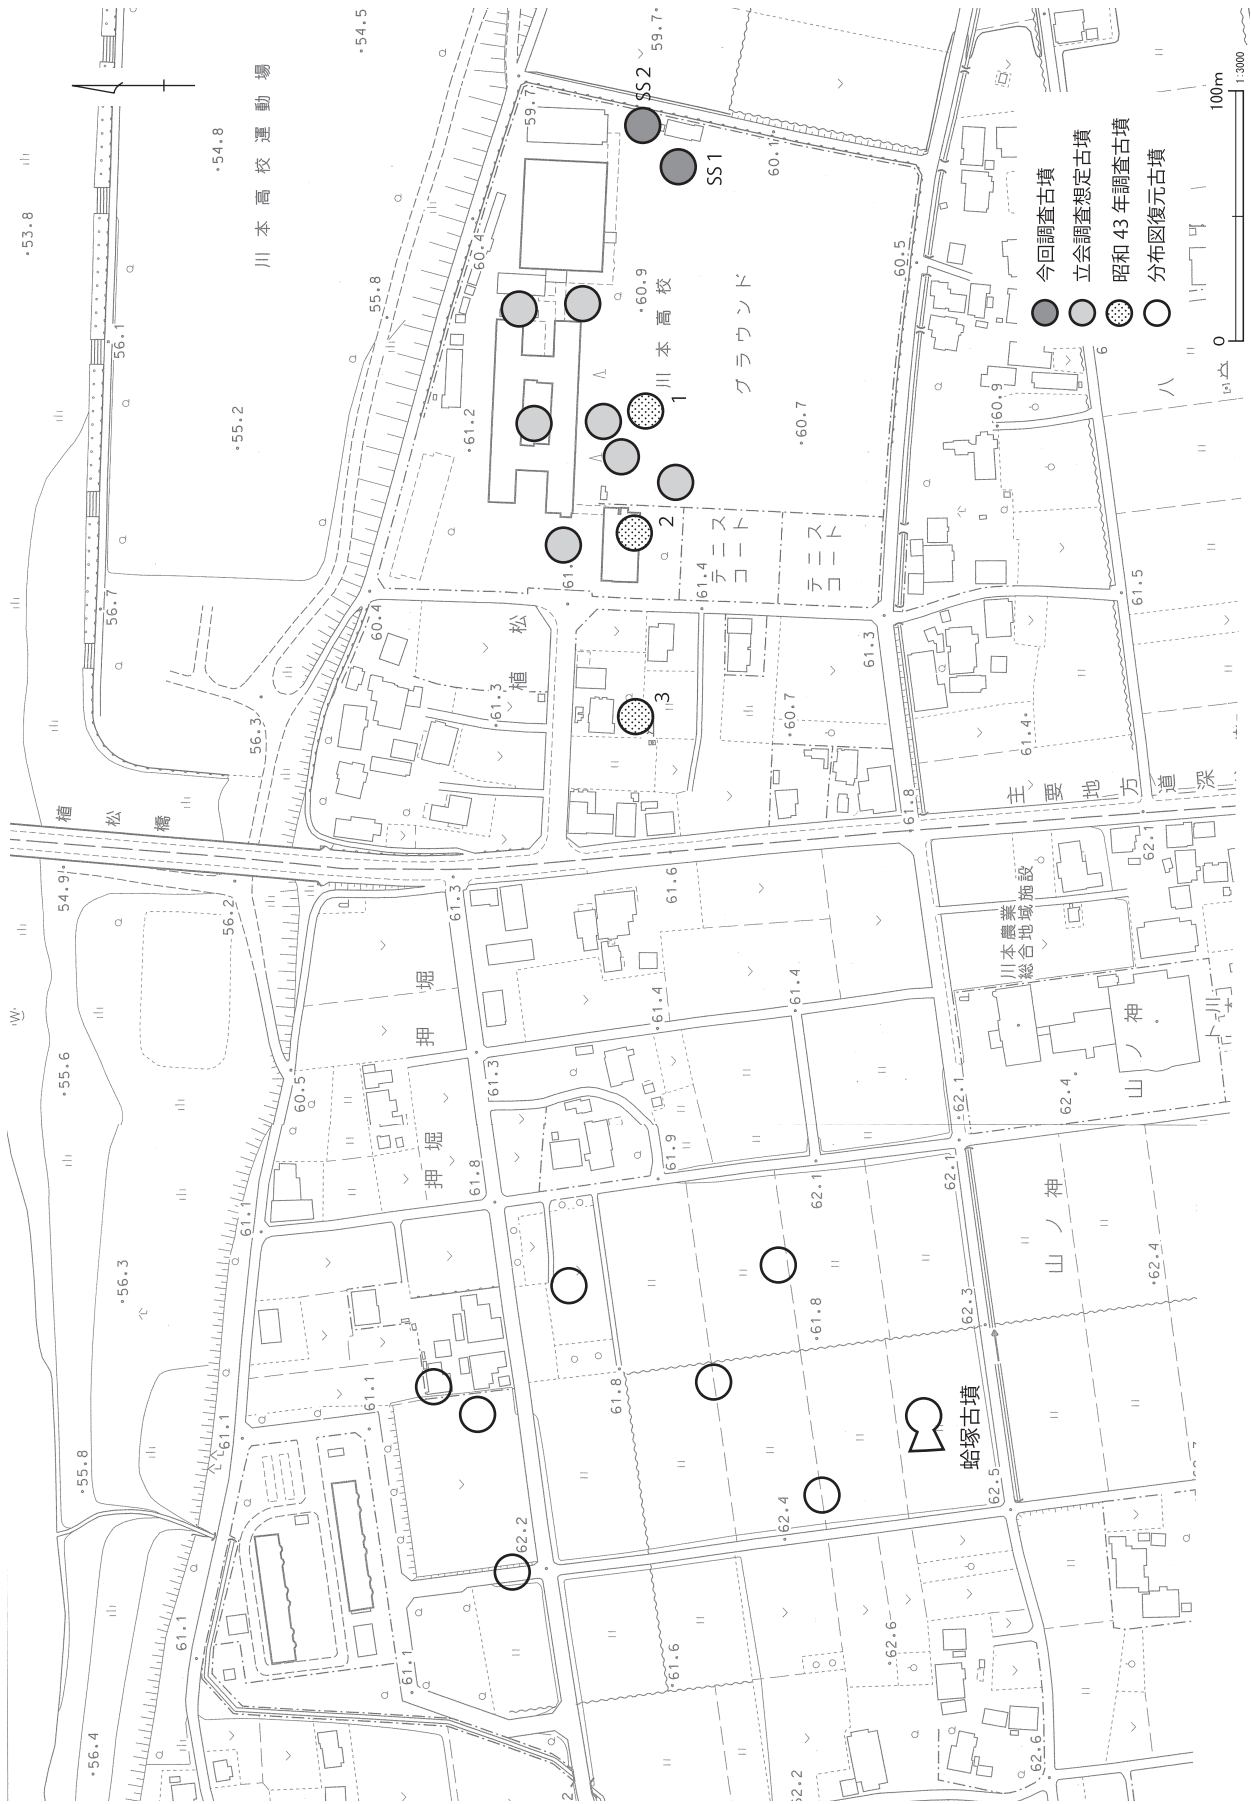 川本高校運動場
植松橋
川本高校
グラウンド
テニス
コート
テニス
コート
植松
押堀
押堀
主要地方道深
川本農業
総合地域施設
山ノ神
山ノ神
八
蛤塚古墳
SS2
SS1
1
2
3
今回調査古墳
立会調査想定古墳
昭和43年調査古墳
分布図復元古墳
0
100m
1:3000
53.8
54.8
54.5
59.7
56.1
55.2
55.8
60.4
59.7
60.9
60.1
61.2
60.7
60.5
60.9
56.7
60.4
61.4
61.3
61.5
56.3
61.3
60.7
61.4
61.8
54.9
56.2
61.3
61.6
62.1
55.6
60.5
61.3
61.4
61.4
62.1
62.4
56.3
61.1
61.8
61.9
62.1
62.1
61.8
62.3
62.4
55.8
61.1
61.1
61.8
62.5
62.2
62.4
56.4
61.1
61.1
61.6
62.6
62.6